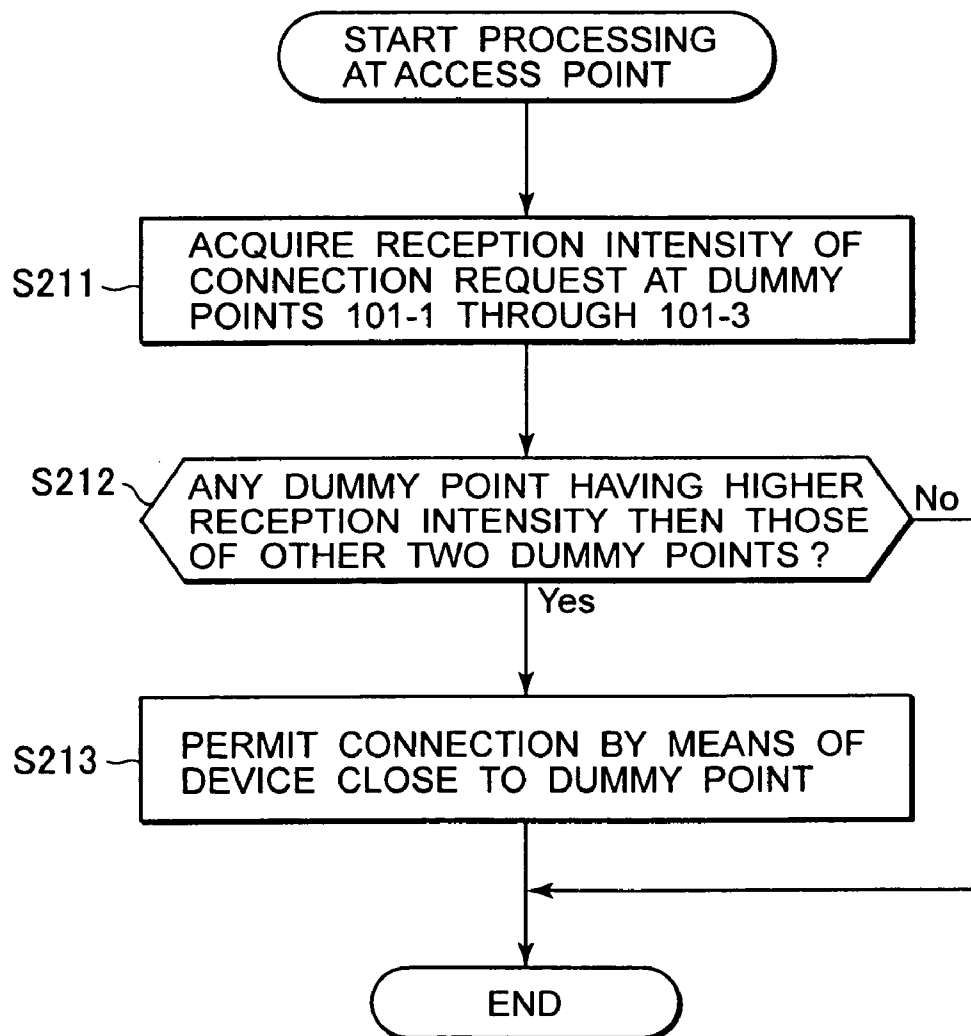 START PROCESSING
AT ACCESS POINT
S211
ACQUIRE RECEPTION INTENSITY OF
CONNECTION REQUEST AT DUMMY
POINTS 101-1 THROUGH 101-3
S212
ANY DUMMY POINT HAVING HIGHER
RECEPTION INTENSITY THEN THOSE
OF OTHER TWO DUMMY POINTS ?
No
Yes
S213
PERMIT CONNECTION BY MEANS OF
DEVICE CLOSE TO DUMMY POINT
END